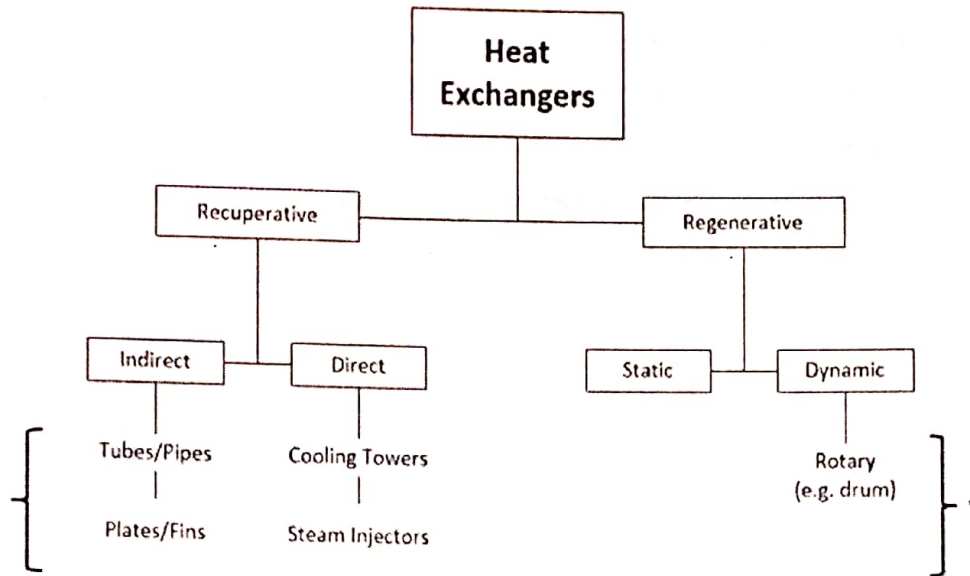 Heat
Exchangers
Recuperative
Regenerative
Indirect
Direct
Static
Dynamic
Tubes/Pipes
Cooling Towers
Rotary
(e.g. drum)
Plates/Fins
Steam Injectors